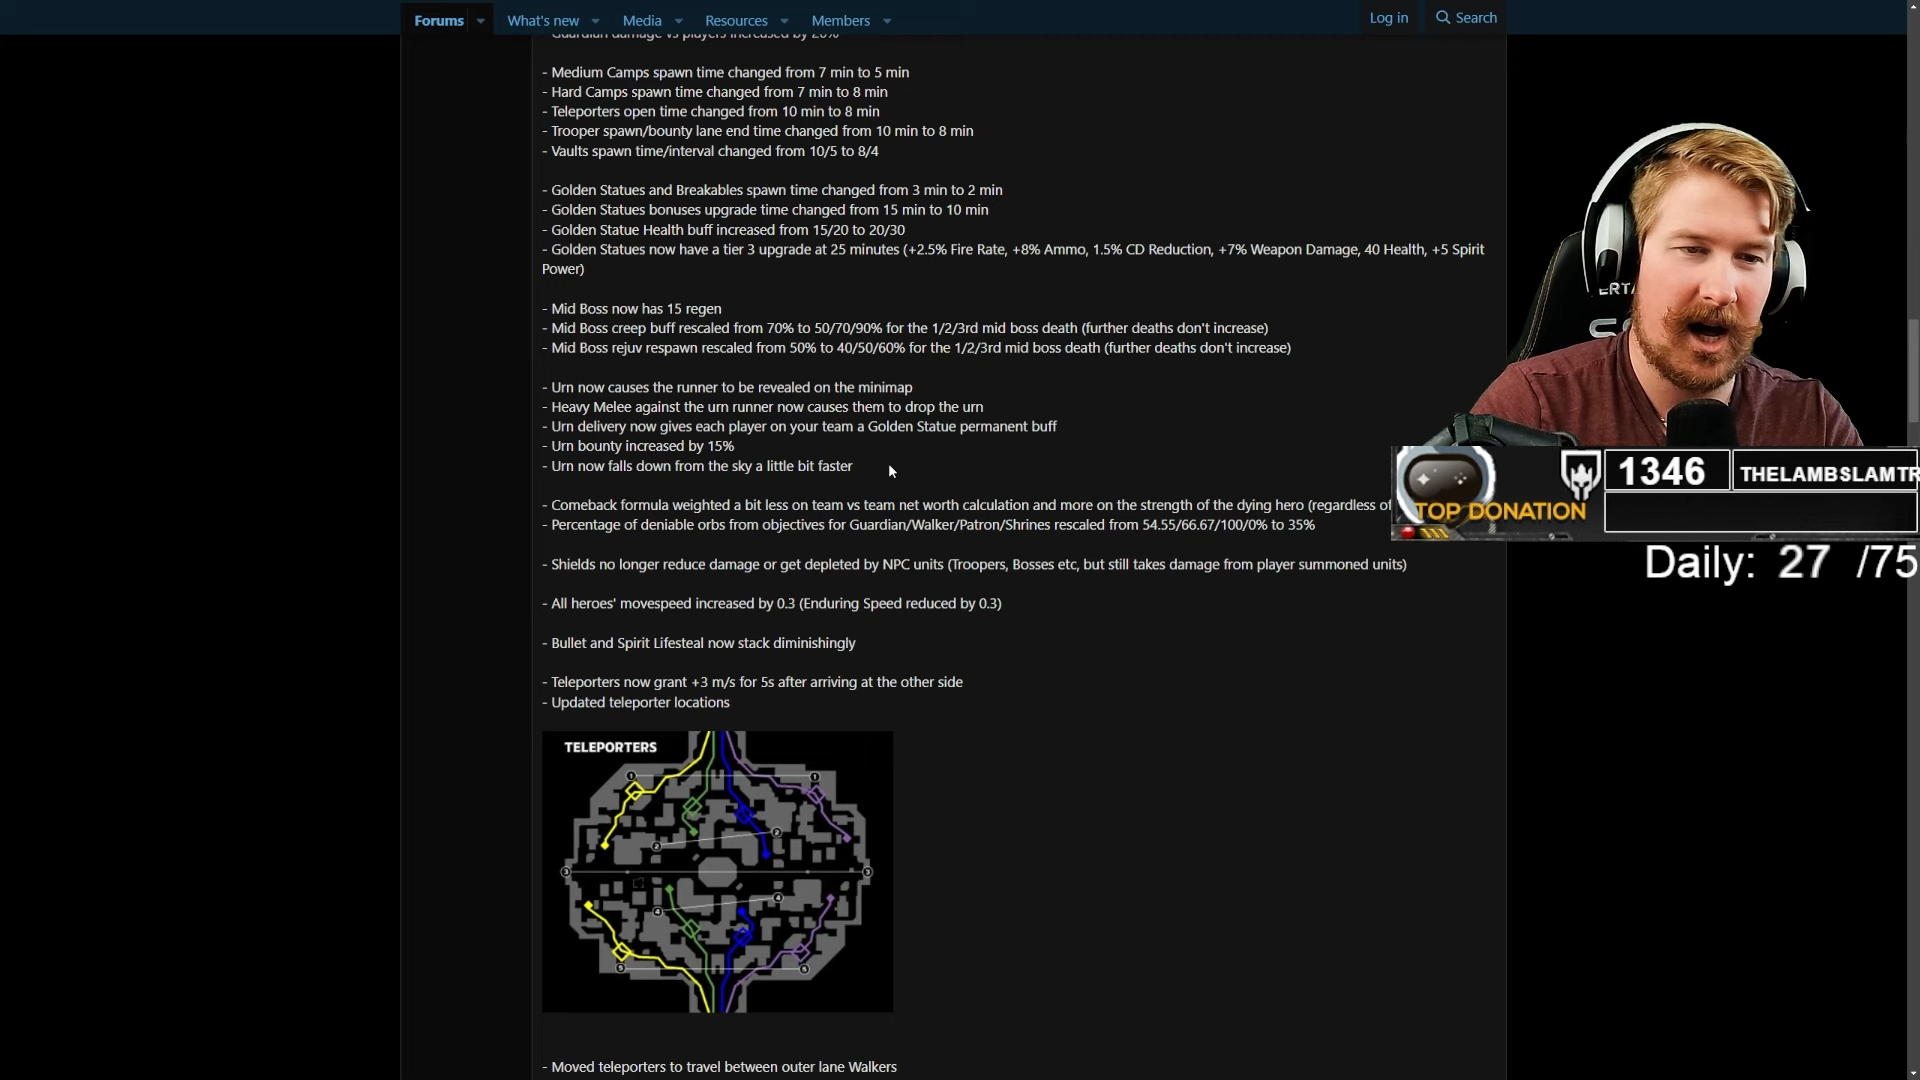 Forums
What's new
Media
Resources
Members
Log in
Search
- Guardian damage vs players increased by 20%
- Medium Camps spawn time changed from 7 min to 5 min
- Hard Camps spawn time changed from 7 min to 8 min
- Teleporters open time changed from 10 min to 8 min
- Trooper spawn/bounty lane end time changed from 10 min to 8 min
- Vaults spawn time/interval changed from 10/5 to 8/4
- Golden Statues and Breakables spawn time changed from 3 min to 2 min
- Golden Statues bonuses upgrade time changed from 15 min to 10 min
- Golden Statue Health buff increased from 15/20 to 20/30
- Golden Statues now have a tier 3 upgrade at 25 minutes (+2.5% Fire Rate, +8% Ammo, 1.5% CD Reduction, +7% Weapon Damage, 40 Health, +5 Spirit
Power)
- Mid Boss now has 15 regen
- Mid Boss creep buff rescaled from 70% to 50/70/90% for the 1/2/3rd mid boss death (further deaths don't increase)
- Mid Boss rejuv respawn rescaled from 50% to 40/50/60% for the 1/2/3rd mid boss death (further deaths don't increase)
- Urn now causes the runner to be revealed on the minimap
- Heavy Melee against the urn runner now causes them to drop the urn
- Urn delivery now gives each player on your team a Golden Statue permanent buff
- Urn bounty increased by 15%
- Urn now falls down from the sky a little bit faster
- Comeback formula weighted a bit less on team vs team net worth calculation and more on the strength of the dying hero (regardless of
- Percentage of deniable orbs from objectives for Guardian/Walker/Patron/Shrines rescaled from 54.55/66.67/100/0% to 35%
- Shields no longer reduce damage or get depleted by NPC units (Troopers, Bosses etc, but still takes damage from player summoned units)
- All heroes' movespeed increased by 0.3 (Enduring Speed reduced by 0.3)
- Bullet and Spirit Lifesteal now stack diminishingly
- Teleporters now grant +3 m/s for 5s after arriving at the other side
- Updated teleporter locations
TELEPORTERS
1 1
2 2
3 3
4 4
5 5
- Moved teleporters to travel between outer lane Walkers
1346 THELAMBSLAMTR
TOP DONATION
Daily: 27 /75